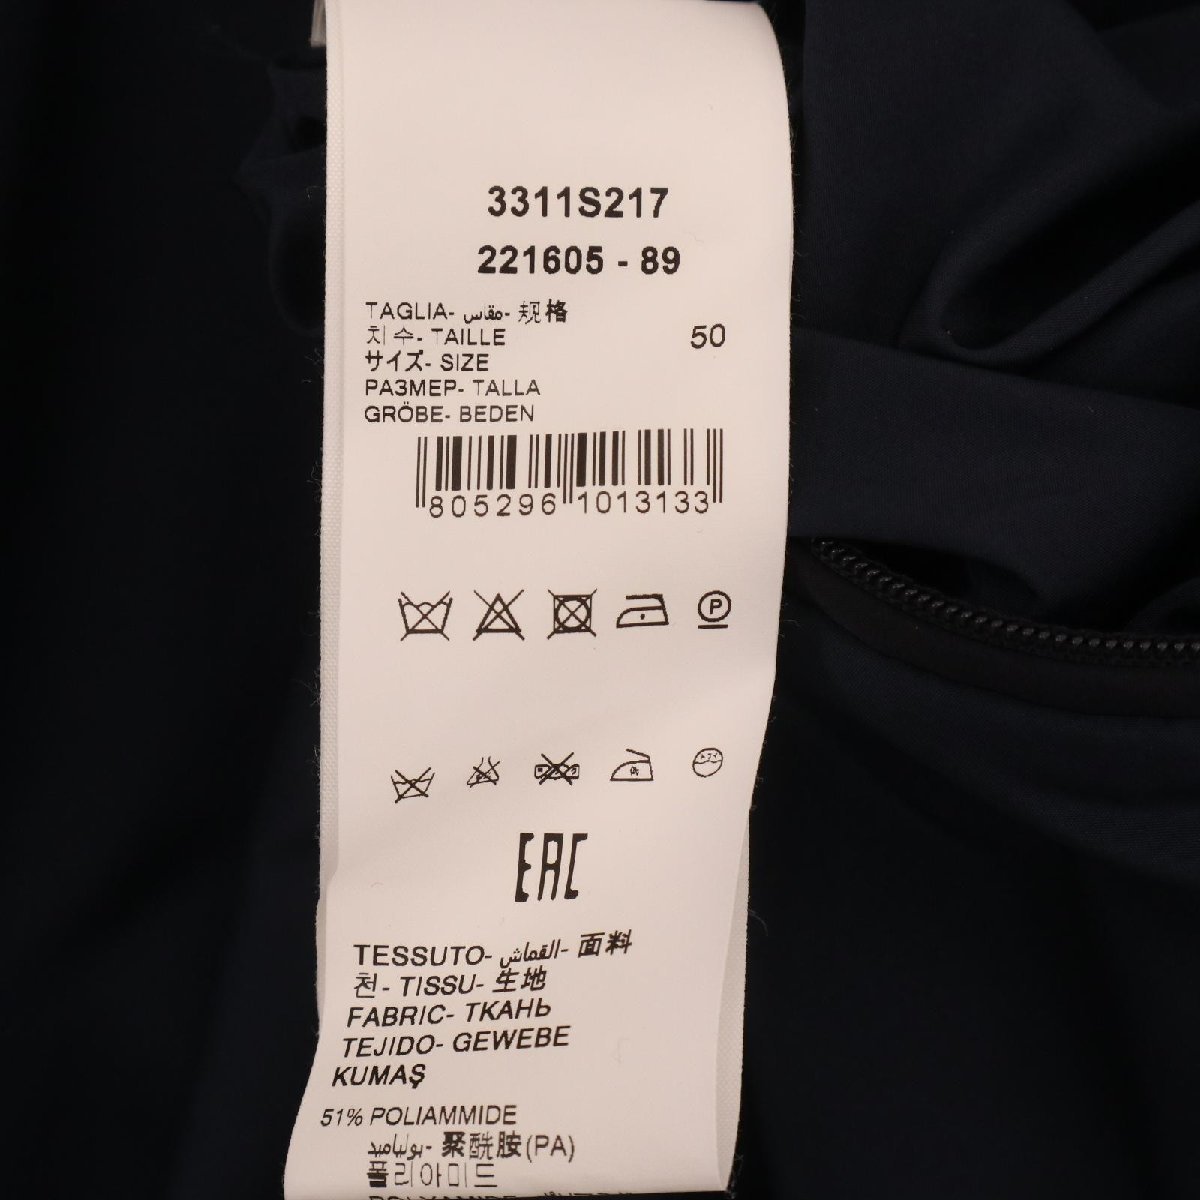 3311S217
221605 - 89
TAGLIA- مقاس- 规格
치 수- TAILLE
サイズ- SIZE
РАЗМЕР- TALLA
GRÖBE- BEDEN
50
805296 1013133
P
EAC
TESSUTO- القماش- 面料
천- TISSU- 生地
FABRIC- ТКАНЬ
TEJIDO- GEWEBE
KUMAŞ
51% POLIAMMIDE
بولياميد- 聚酰胺(PA)
폴리아미드